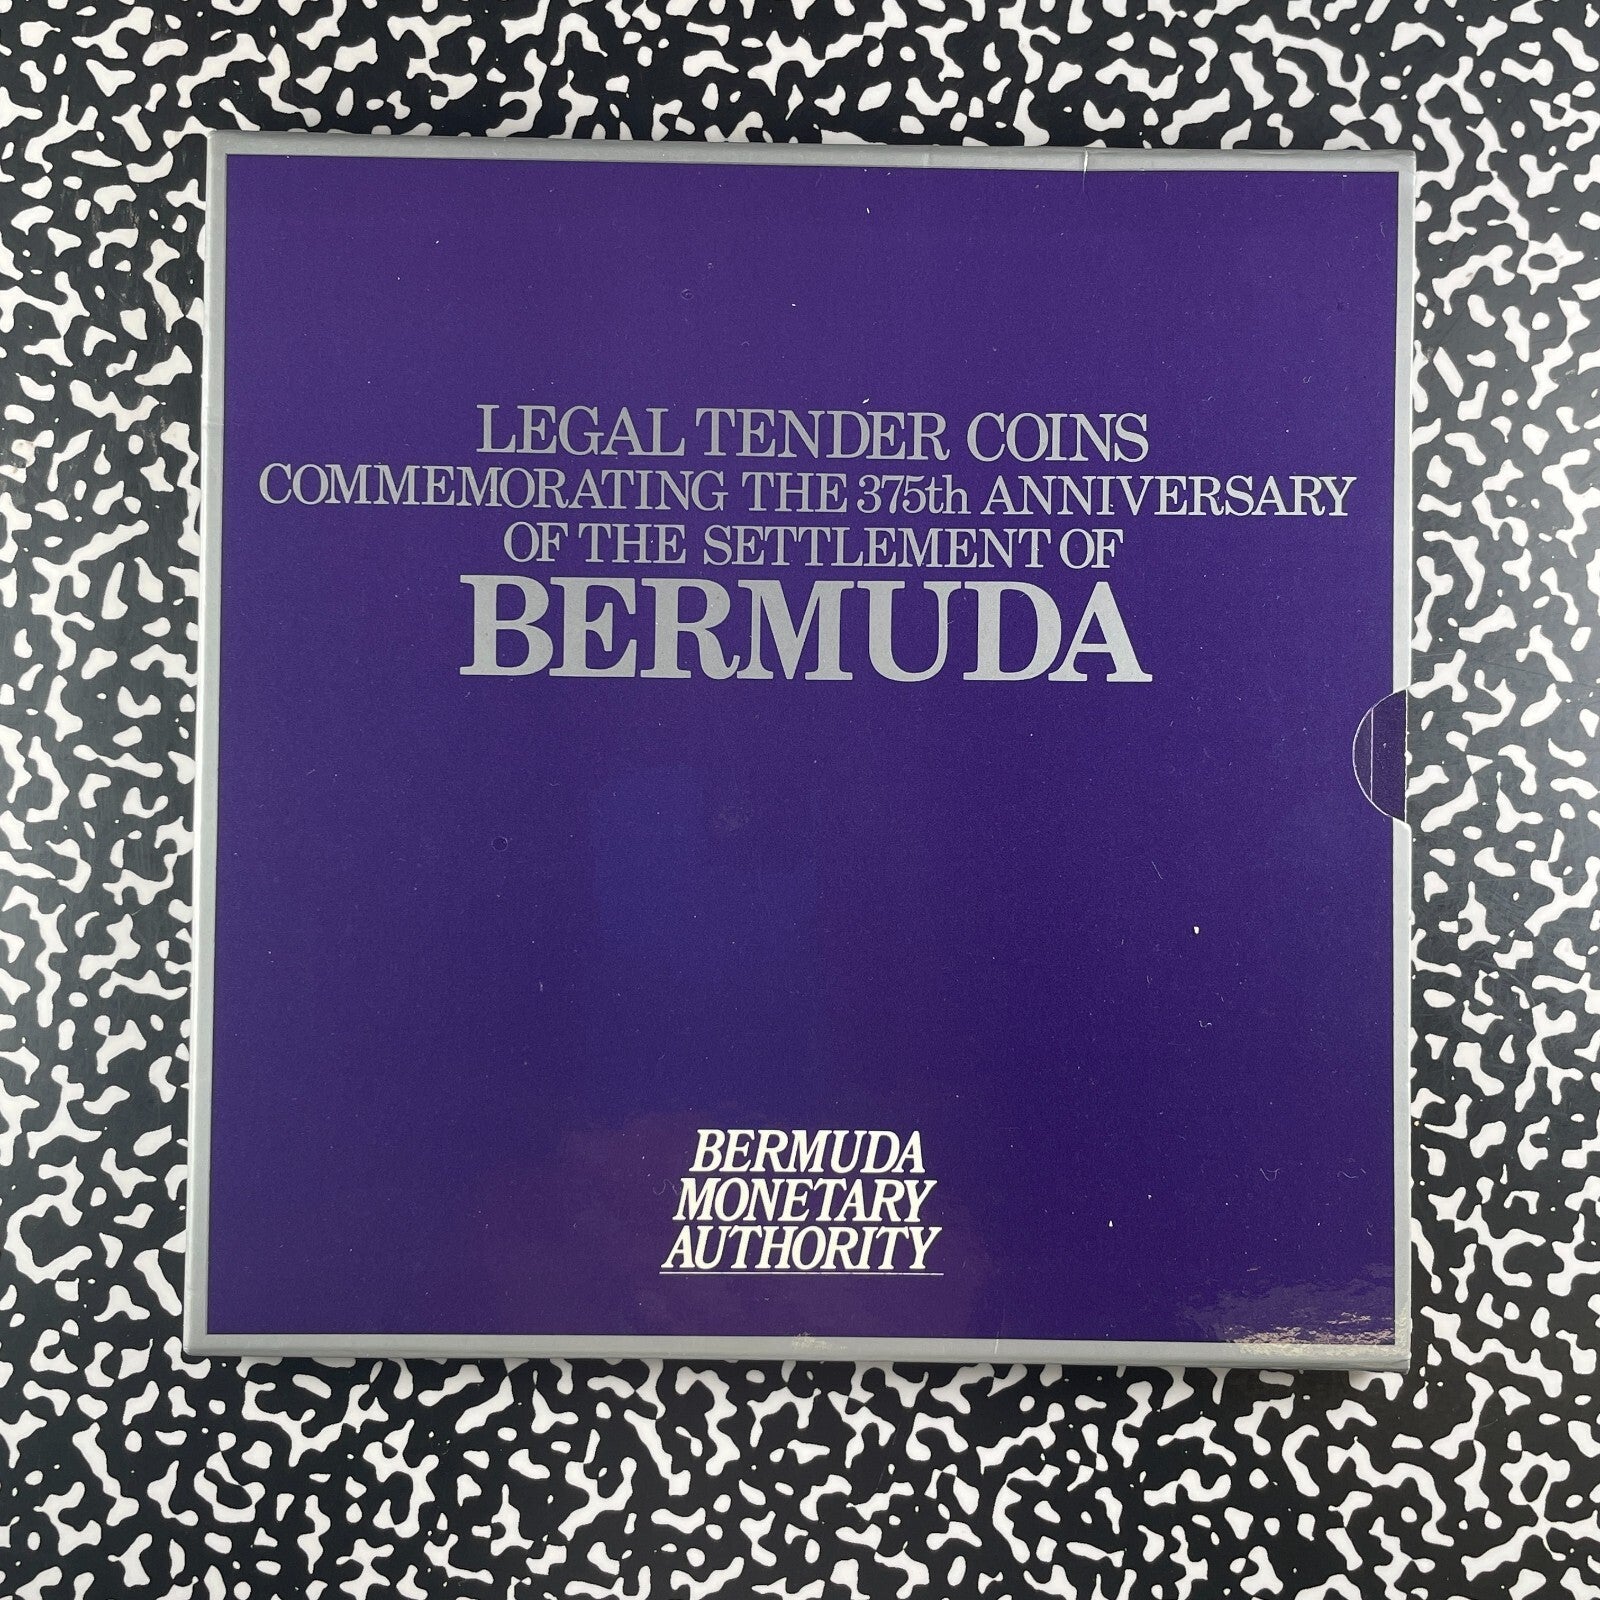 LEGAL TENDER COINS
COMMEMORATING THE 375th ANNIVERSARY
OF THE SETTLEMENT OF
BERMUDA
BERMUDA
MONETARY
AUTHORITY